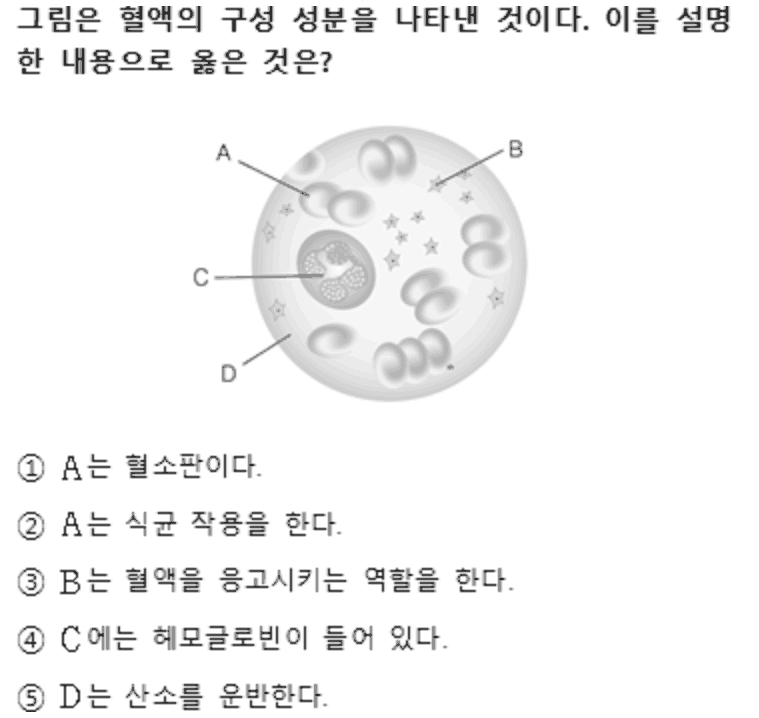 그림은 혈액의 구성 성분을 나타낸 것이다. 이를 설명
한 내용으로 옳은 것은?
A
B
C
D
① A는 혈소판이다.
② A는 식균 작용을 한다.
③ B는 혈액을 응고시키는 역할을 한다.
④ C에는 헤모글로빈이 들어 있다.
⑤ D는 산소를 운반한다.